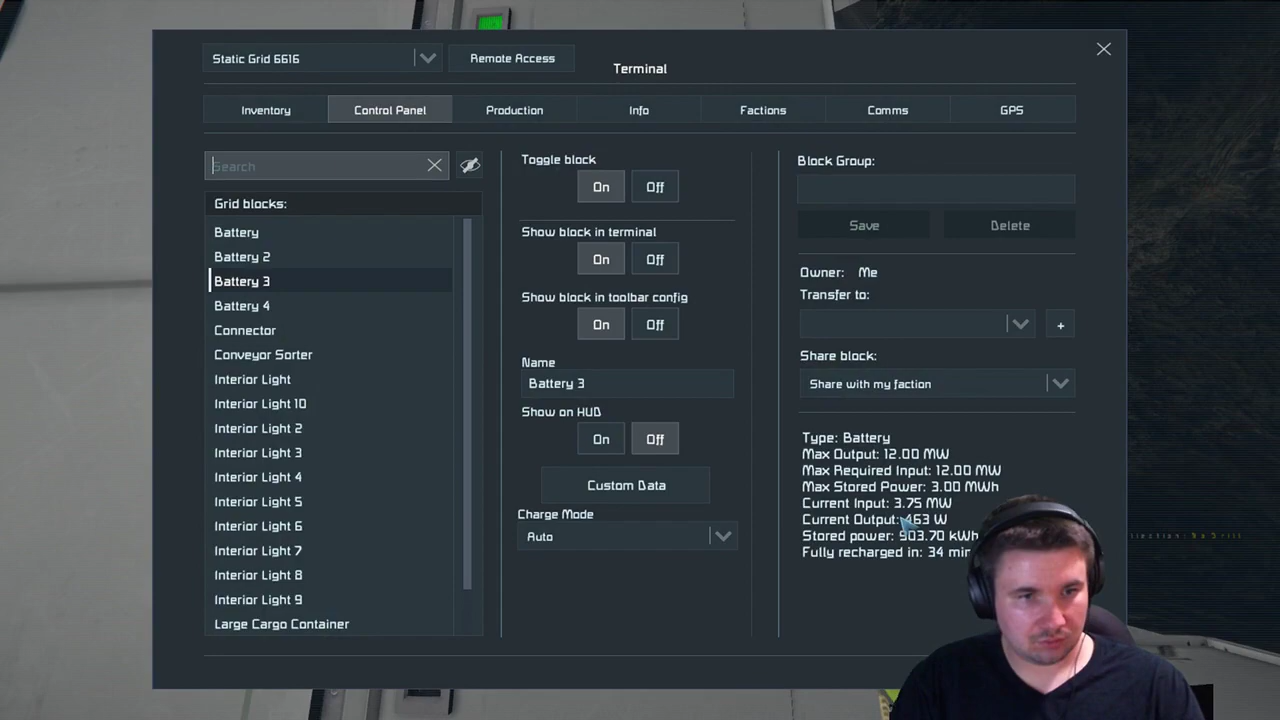 Static Grid 6616
Remote Access
Terminal
Inventory
Control Panel
Production
Info
Factions
Comms
GPS
Search
Grid blocks:
Battery
Battery 2
Battery 3
Battery 4
Connector
Conveyor Sorter
Interior Light
Interior Light 10
Interior Light 2
Interior Light 3
Interior Light 4
Interior Light 5
Interior Light 6
Interior Light 7
Interior Light 8
Interior Light 9
Large Cargo Container
Toggle block
On Off
Show block in terminal
On Off
Show block in toolbar config
On Off
Name
Battery 3
Show on HUD
On Off
Custom Data
Charge Mode
Auto
Block Group:
Save Delete
Owner: Me
Transfer to:
+
Share block:
Share with my faction
Type: Battery
Max Output: 12.00 MW
Max Required Input: 12.00 MW
Max Stored Power: 3.00 MWh
Current Input: 3.75 MW
Current Output: 463 W
Stored power: 903.70 kWh
Fully recharged in: 34 min